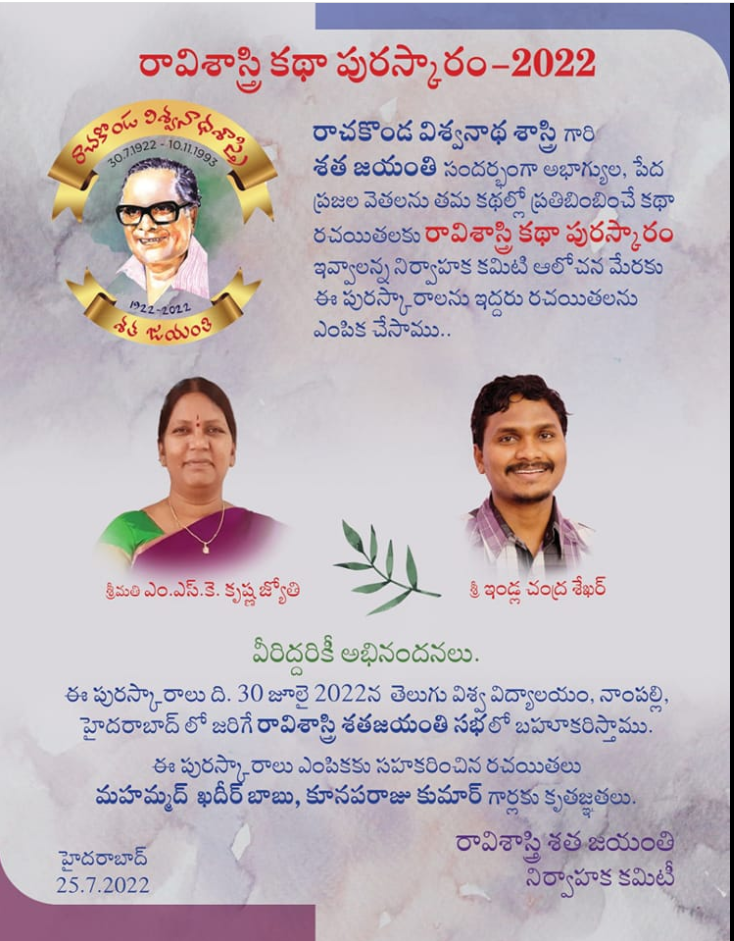 రావిశాస్త్రి కథా పురస్కారం-2022
రాచకొండ విశ్వనాథశాస్త్రి
30.7.1922 - 10.11.1993
1922-2022
శత జయంతి
రాచకొండ విశ్వనాథ శాస్త్రి గారి
శత జయంతి సందర్భంగా అభాగ్యుల, పేద
ప్రజల వెతలను తమ కథల్లో ప్రతిబింబించే కథా
రచయితలకు రావిశాస్త్రి కథా పురస్కారం
ఇవ్వాలన్న నిర్వాహక కమిటి ఆలోచన మేరకు
ఈ పురస్కారాలను ఇద్దరు రచయితలను
ఎంపిక చేసాము..
శ్రీమతి ఎం.ఎస్.కె. కృష్ణ జ్యోతి
శ్రీ ఇండ్ల చంద్ర శేఖర్
వీరిద్దరికీ అభినందనలు.
ఈ పురస్కారాలు ది. 30 జూలై 2022న తెలుగు విశ్వ విద్యాలయం, నాంపల్లి,
హైదరాబాద్ లో జరిగే రావిశాస్త్రి శతజయంతి సభలో బహూకరిస్తాము.
ఈ పురస్కారాలు ఎంపికకు సహకరించిన రచయితలు
మహమ్మద్ ఖదీర్ బాబు, కూనపరాజు కుమార్ గార్లకు కృతజ్ఞతలు.
రావిశాస్త్రి శత జయంతి
నిర్వాహక కమిటీ
హైదరాబాద్
25.7.2022